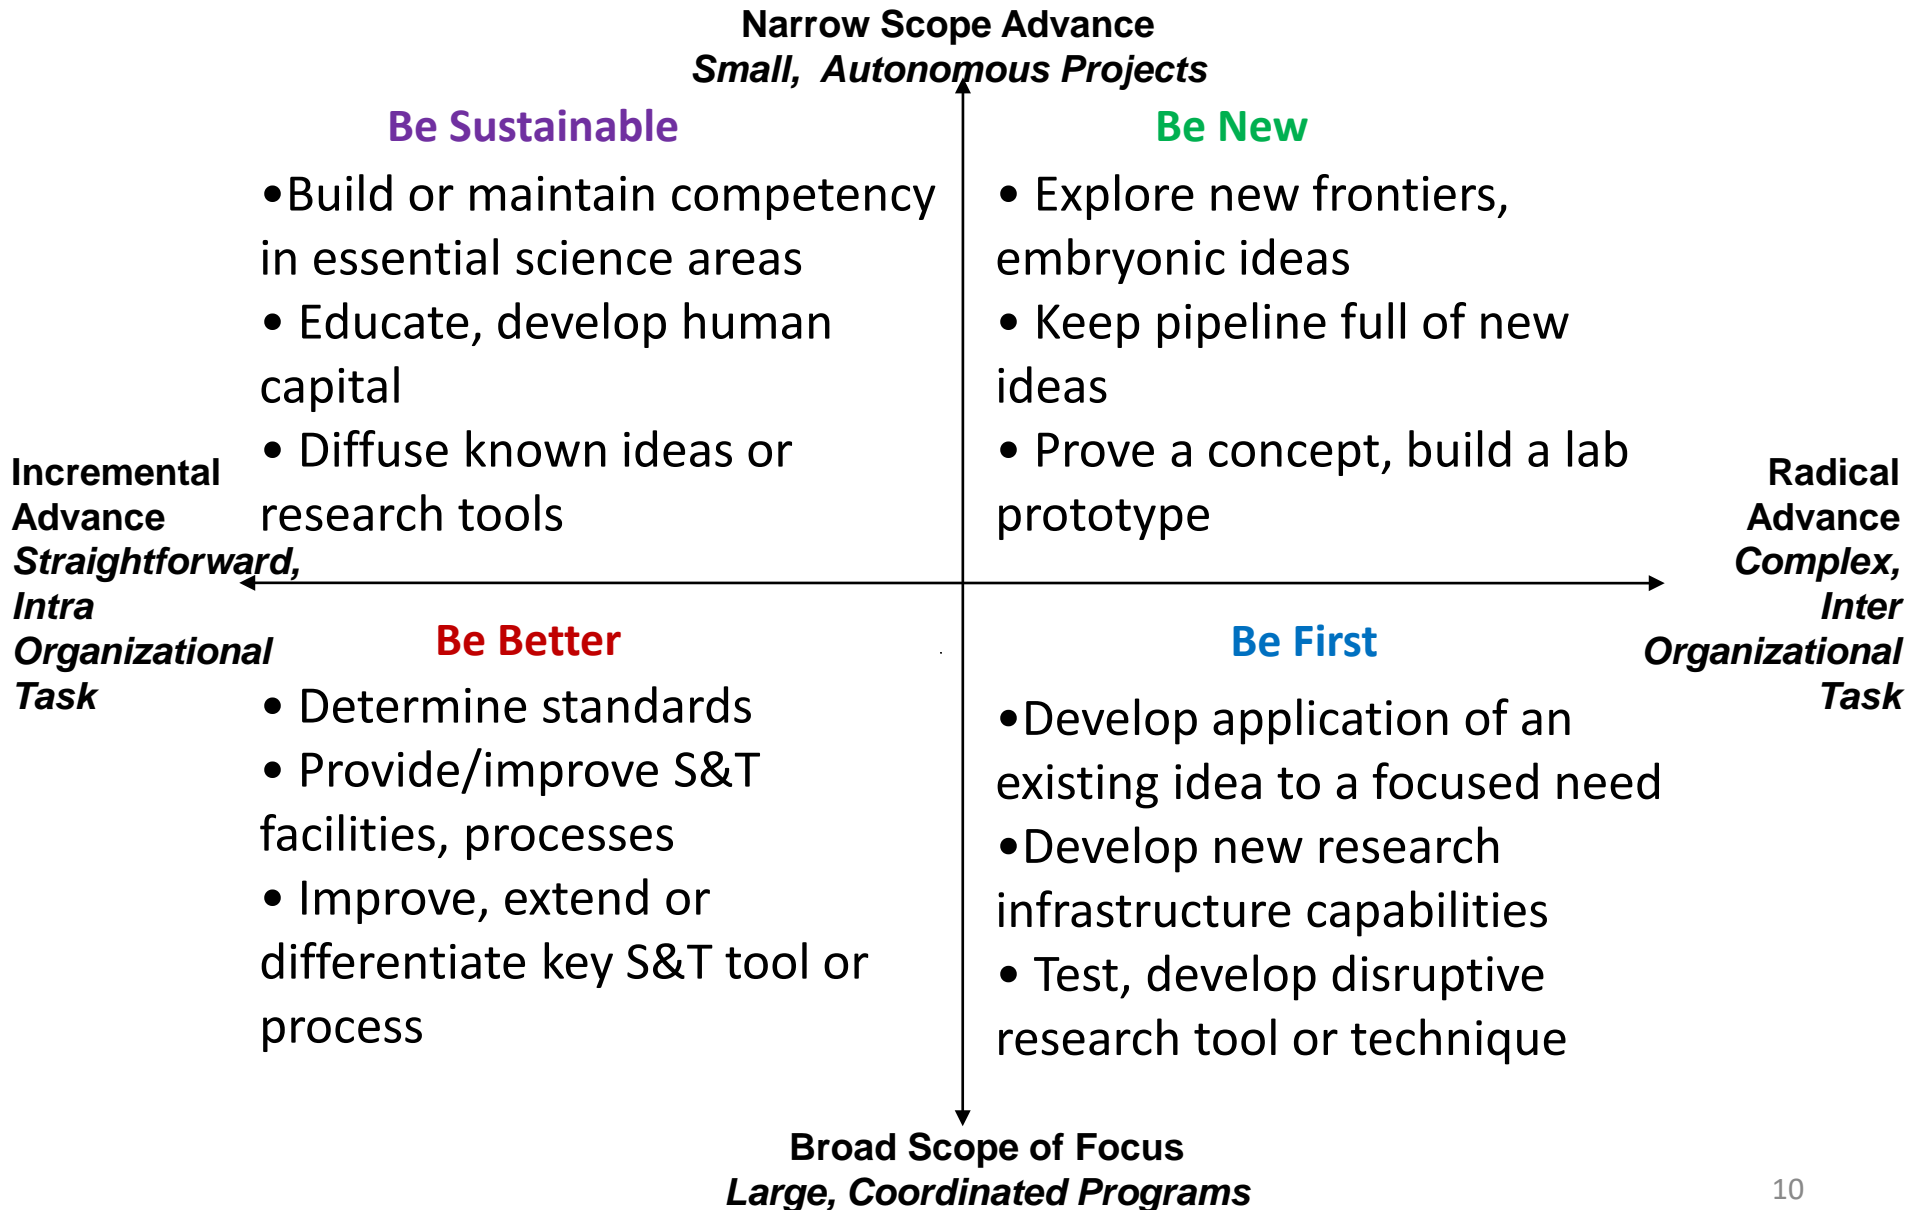 Narrow Scope Advance
Small, Autonomous Projects
Be Sustainable
•Build or maintain competency
in essential science areas
• Educate, develop human
capital
• Diffuse known ideas or
research tools
Be New
• Explore new frontiers,
embryonic ideas
• Keep pipeline full of new
ideas
• Prove a concept, build a lab
prototype
Incremental
Advance
Straightforward,
Intra
Organizational
Task
Radical
Advance
Complex,
Inter
Organizational
Task
Be Better
• Determine standards
• Provide/improve S&T
facilities, processes
• Improve, extend or
differentiate key S&T tool or
process
Be First
•Develop application of an
existing idea to a focused need
•Develop new research
infrastructure capabilities
• Test, develop disruptive
research tool or technique
Broad Scope of Focus
Large, Coordinated Programs
10